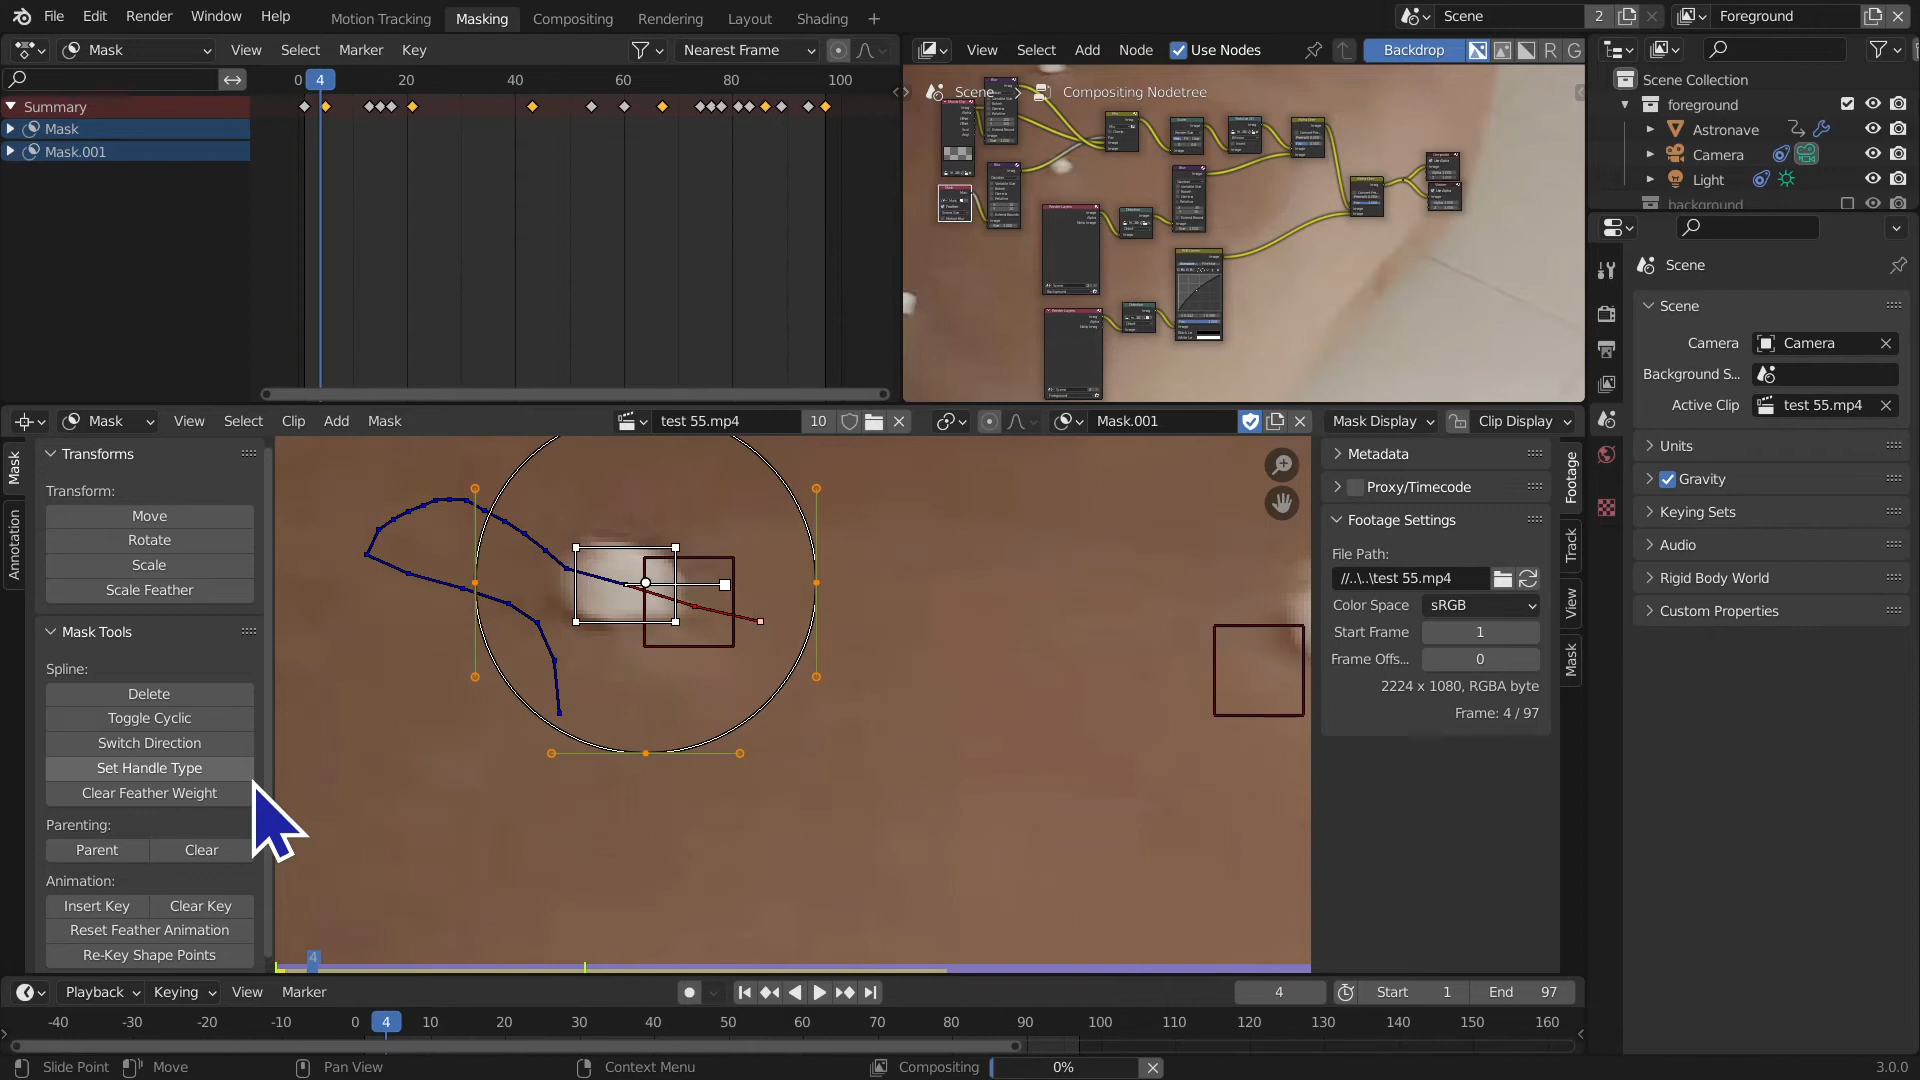 File Edit Render Window Help Motion Tracking Masking Compositing Rendering Layout Shading Scene 2 Foreground
Mask View Select Marker Key Nearest Frame
0 4 20 40 60 80 100
Summary
Mask
Mask.001
View Select Add Node Use Nodes Backdrop R G
Scene Compositing Nodetree
Scene Collection
foreground
Astronave
Camera
Light
background
Scene
Scene
Camera Camera
Background S...
Active Clip test 55.mp4
Units
Gravity
Keying Sets
Audio
Rigid Body World
Custom Properties
Mask View Select Clip Add Mask test 55.mp4 10 Mask.001 Mask Display Clip Display
Mask
Annotation
Transforms
Transform:
Move
Rotate
Scale
Scale Feather
Mask Tools
Spline:
Delete
Toggle Cyclic
Switch Direction
Set Handle Type
Clear Feather Weight
Parenting:
Parent Clear
Animation:
Insert Key Clear Key
Reset Feather Animation
Re-Key Shape Points
4
Metadata
Proxy/Timecode
Footage Settings
File Path:
//..\..\test 55.mp4
Color Space sRGB
Start Frame 1
Frame Offs... 0
2224 x 1080, RGBA byte
Frame: 4 / 97
Footage
Track
View
Mask
Playback Keying View Marker 4 Start 1 End 97
-40 -30 -20 -10 0 4 10 20 30 40 50 60 70 80 90 100 110 120 130 140 150 160
Slide Point Move Pan View Context Menu Compositing 0% 3.0.0